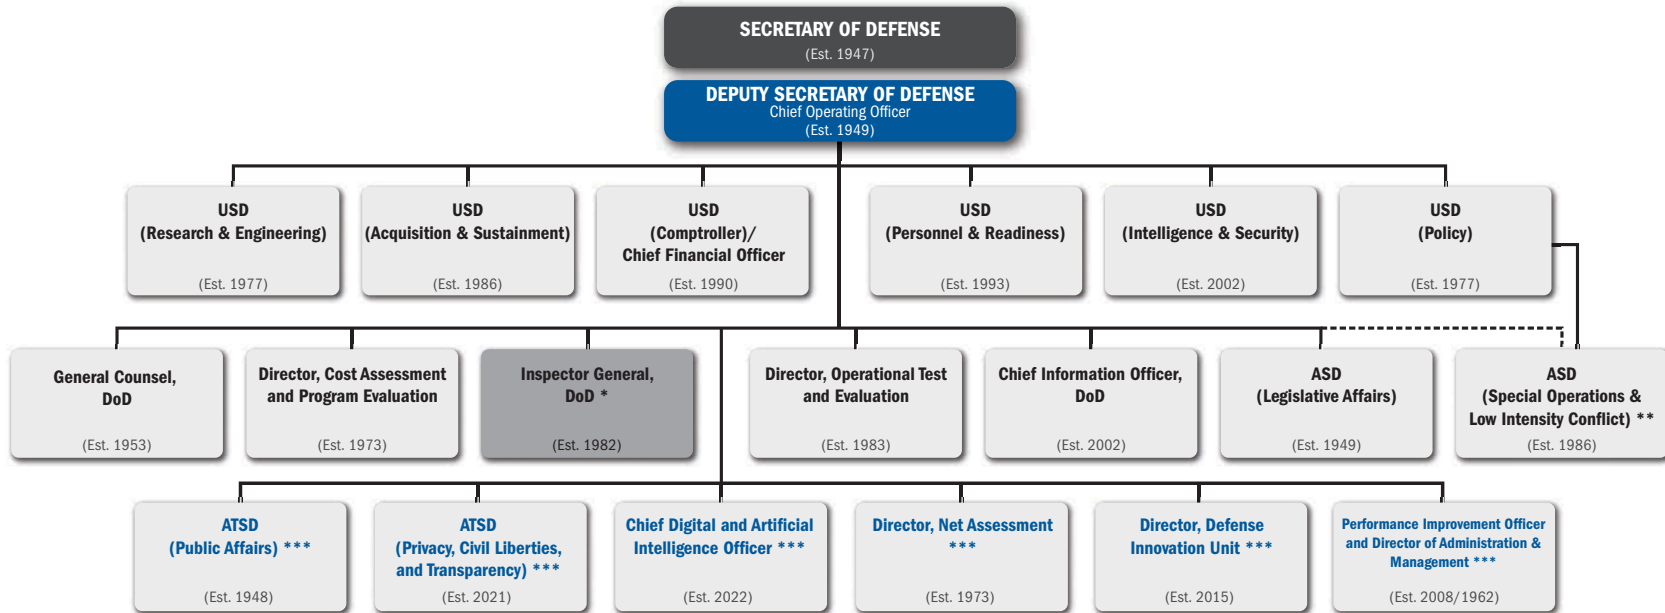 SECRETARY OF DEFENSE
(Est. 1947)
DEPUTY SECRETARY OF DEFENSE
Chief Operating Officer
(Est. 1949)
USD
(Research & Engineering)
(Est. 1977)
USD
(Acquisition & Sustainment)
(Est. 1986)
USD
(Comptroller)/
Chief Financial Officer
(Est. 1990)
USD
(Personnel & Readiness)
(Est. 1993)
USD
(Intelligence & Security)
(Est. 2002)
USD
(Policy)
(Est. 1977)
General Counsel,
DoD
(Est. 1953)
Director, Cost Assessment
and Program Evaluation
(Est. 1973)
Inspector General,
DoD *
(Est. 1982)
Director, Operational Test
and Evaluation
(Est. 1983)
Chief Information Officer,
DoD
(Est. 2002)
ASD
(Legislative Affairs)
(Est. 1949)
ASD
(Special Operations &
Low Intensity Conflict) **
(Est. 1986)
ATSD
(Public Affairs) ***
(Est. 1948)
ATSD
(Privacy, Civil Liberties,
and Transparency) ***
(Est. 2021)
Chief Digital and Artificial
Intelligence Officer ***
(Est. 2022)
Director, Net Assessment
***
(Est. 1973)
Director, Defense
Innovation Unit ***
(Est. 2015)
Performance Improvement Officer
and Director of Administration &
Management ***
(Est. 2008/1962)